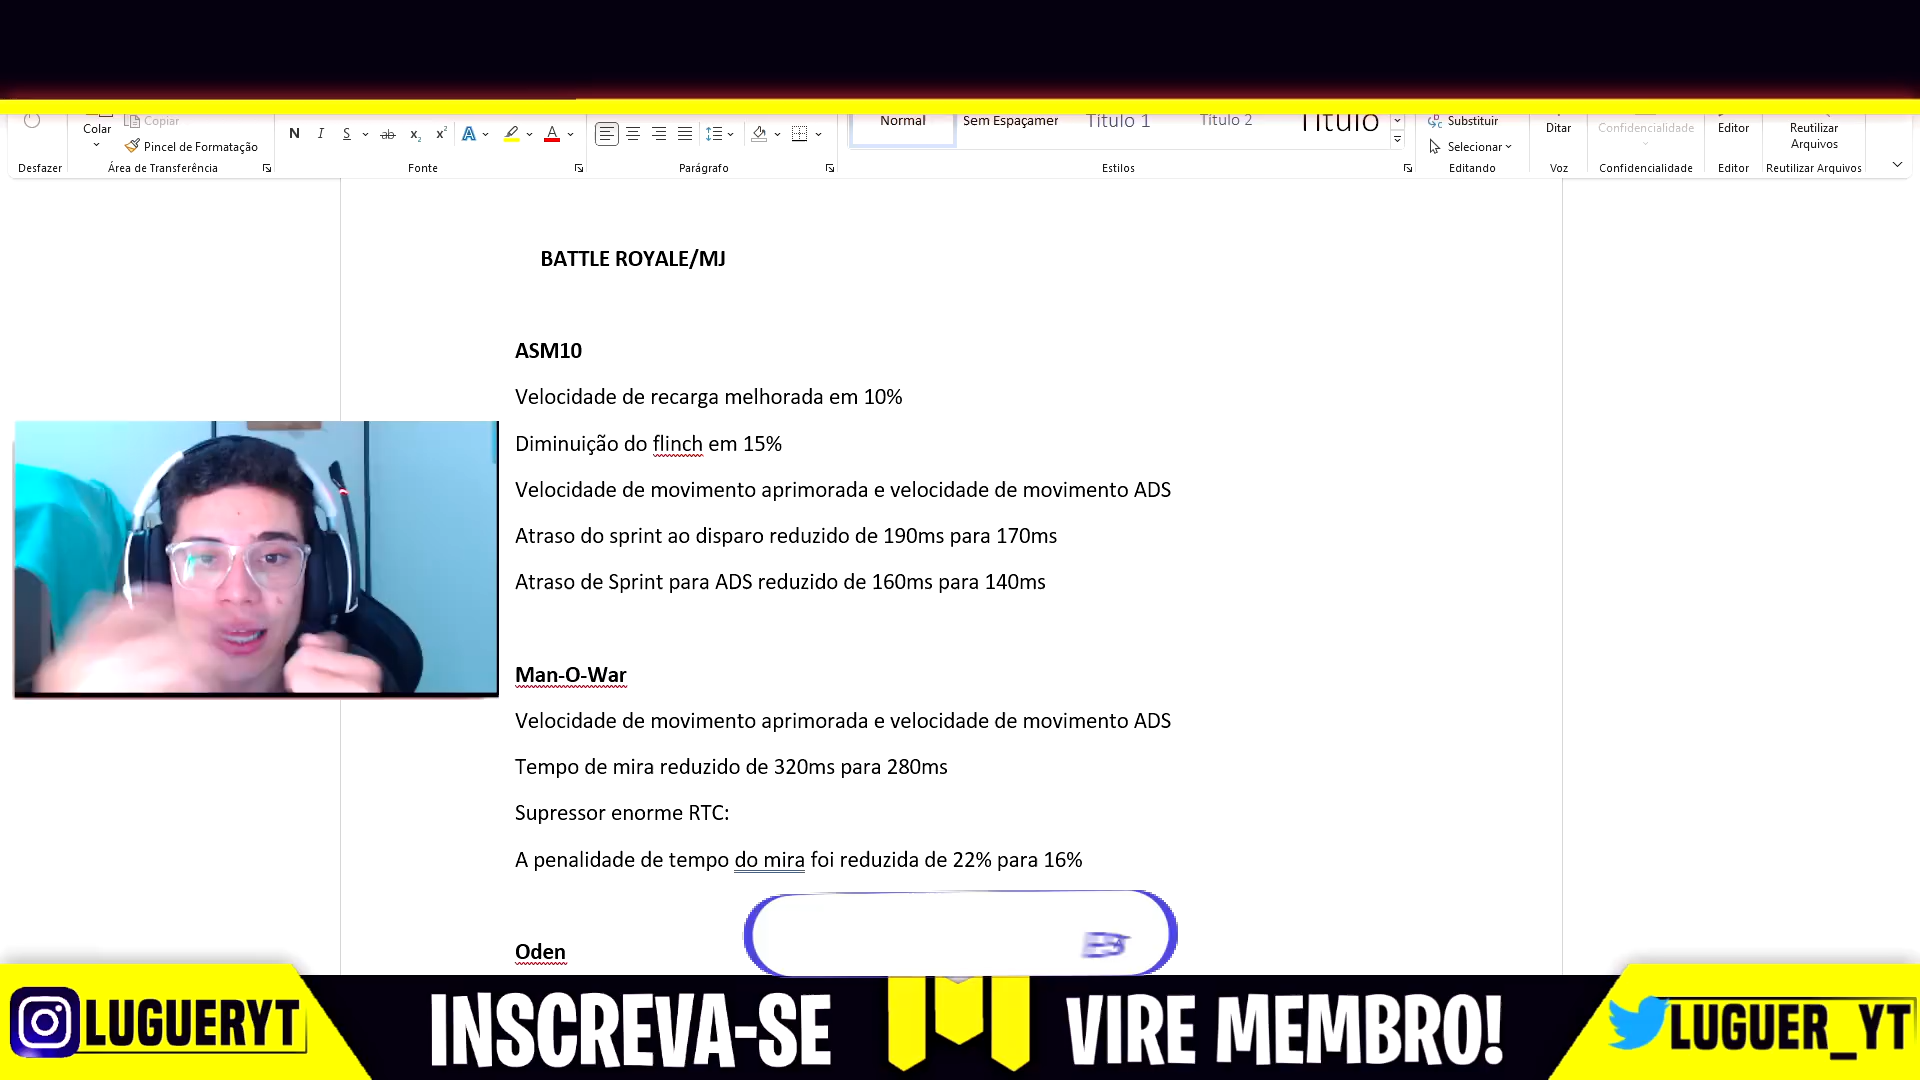 Colar
Copiar
Pincel de Formatação
Desfazer
Área de Transferência
N I S ab x₂ x² A A
Fonte
Parágrafo
Normal
Sem Espaçamer
Título 1
Título 2
Título
Estilos
Substituir
Selecionar
Editando
Ditar
Voz
Confidencialidade
Confidencialidade
Editor
Editor
Reutilizar
Arquivos
Reutilizar Arquivos
BATTLE ROYALE/MJ
ASM10
Velocidade de recarga melhorada em 10%
Diminuição do flinch em 15%
Velocidade de movimento aprimorada e velocidade de movimento ADS
Atraso do sprint ao disparo reduzido de 190ms para 170ms
Atraso de Sprint para ADS reduzido de 160ms para 140ms
Man-O-War
Velocidade de movimento aprimorada e velocidade de movimento ADS
Tempo de mira reduzido de 320ms para 280ms
Supressor enorme RTC:
A penalidade de tempo do mira foi reduzida de 22% para 16%
Oden
LUGUERYT
INSCREVA-SE
VIRE MEMBRO!
LUGUER_YT